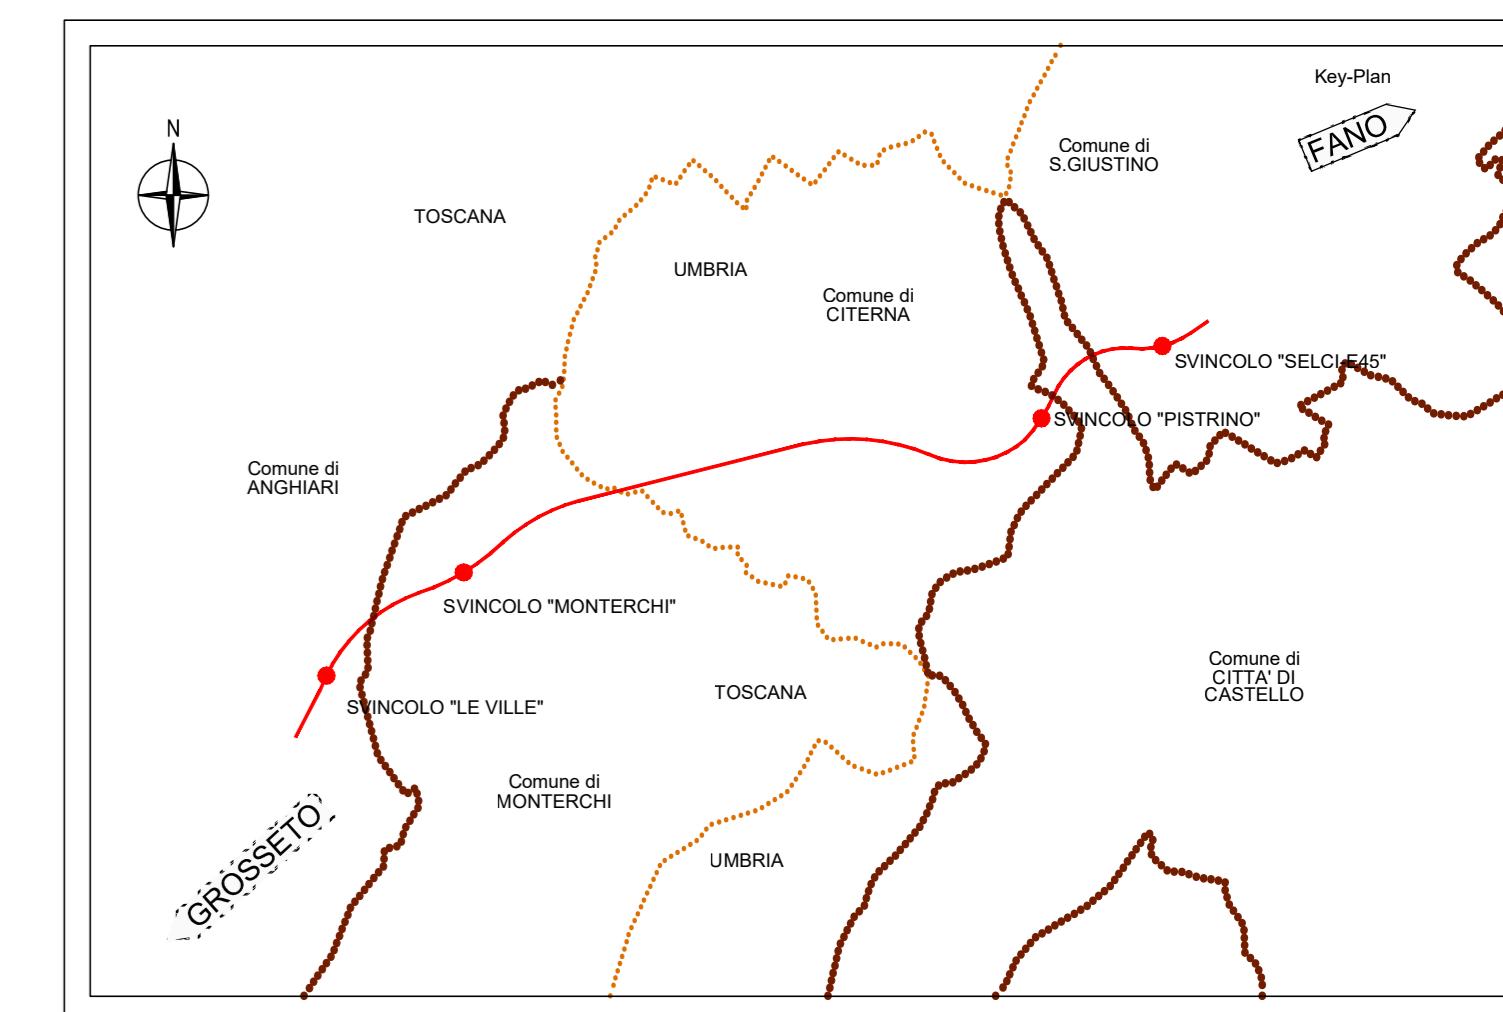 Key-Plan
N
FANO
Comune di
S.GIUSTINO
TOSCANA
UMBRIA
Comune di
CITERNA
SVINCOLO "SELCI-E45"
SVINCOLO "PISTRINO"
Comune di
ANGHIARI
SVINCOLO "MONTERCHI"
Comune di
CITTA' DI
CASTELLO
TOSCANA
SVINCOLO "LE VILLE"
Comune di
MONTERCHI
GROSSETO
UMBRIA